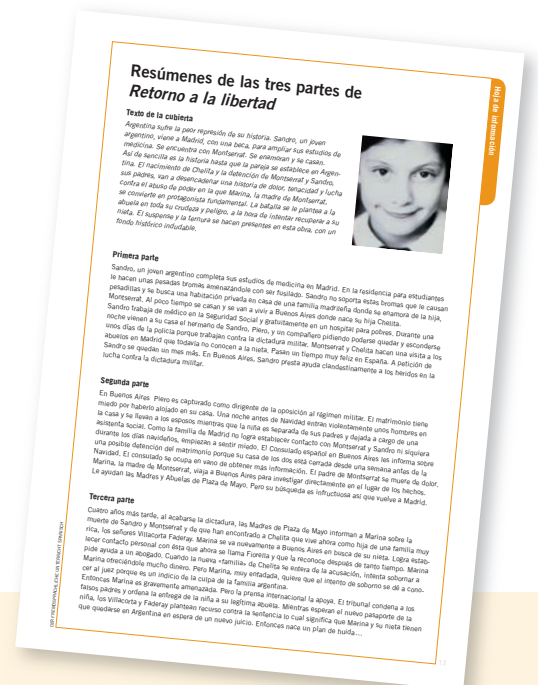 Resúmenes de las tres partes de
Retorno a la libertad
Hoja de información
Texto de la cubierta
Argentina sufre la peor represión de su historia. Sandro, un joven
argentino, viene a Madrid, con una beca, para ampliar sus estudios de
medicina. Se encuentra con Montserrat. Se enamoran y se casan.
Así de sencilla es la historia hasta que la pareja se establece en Argen-
tina. El nacimiento de Chelita y la detención de Montserrat y Sandro,
sus padres, van a desencadenar una historia de dolor, tenacidad y lucha
contra el abuso de poder en la que Marina, la madre de Montserrat,
se convierte en protagonista fundamental. La batalla se le plantea a la
abuela en toda su crudeza y peligro, a la hora de intentar recuperar a su
nieta. El suspense y la ternura se hacen presentes en esta obra, con un
fondo histórico indudable.
Primera parte
Sandro, un joven argentino completa sus estudios de medicina en Madrid. En la residencia para estudiantes
le hacen unas pesadas bromas amenazándole con ser fusilado. Sandro no soporta estas bromas que le causan
pesadillas y se busca una habitación privada en casa de una familia madrileña donde se enamora de la hija,
Montserrat. Al poco tiempo se casan y se van a vivir a Buenos Aires donde nace su hija Chelita.
Sandro trabaja de médico en la Seguridad Social y gratuitamente en un hospital para pobres. Durante una
noche vienen a su casa el hermano de Sandro, Piero, y un compañero pidiendo poderse quedar y esconderse
unos días de la policía porque trabajan contra la dictadura militar. Montserrat y Chelita hacen una visita a los
abuelos en Madrid que todavía no conocen a la nieta. Pasan un tiempo muy feliz en España. A petición de
Sandro se quedan un mes más. En Buenos Aires, Sandro presta ayuda clandestinamente a los heridos en la
lucha contra la dictadura militar.
Segunda parte
En Buenos Aires Piero es capturado como dirigente de la oposición al régimen militar. El matrimonio tiene
miedo por haberlo alojado en su casa. Una noche antes de Navidad entran violentamente unos hombres en
la casa y se llevan a los esposos mientras que la niña es separada de sus padres y dejada a cargo de una
asistenta social. Como la familia de Madrid no logra establecer contacto con Montserrat y Sandro ni siquiera
durante los días navideños, empiezan a sentir miedo. El Consulado español en Buenos Aires les informa sobre
una posible detención del matrimonio porque su casa de los dos está cerrada desde una semana antes de la
Navidad. El consulado se ocupa en vano de obtener más información. El padre de Montserrat se muere de dolor.
Marina, la madre de Montserrat, viaja a Buenos Aires para investigar directamente en el lugar de los hechos.
Le ayudan las Madres y Abuelas de Plaza de Mayo. Pero su búsqueda es infructuosa así que vuelve a Madrid.
Tercera parte
Cuatro años más tarde, al acabarse la dictadura, las Madres de Plaza de Mayo informan a Marina sobre la
muerte de Sandro y Montserrat y de que han encontrado a Chelita que vive ahora como hija de una familia muy
rica, los señores Villacorta Faderay. Marina se va nuevamente a Buenos Aires en busca de su nieta. Logra estab-
lecer contacto personal con ésta que ahora se llama Fiorella y que la reconoce después de tanto tiempo. Marina
pide ayuda a un abogado. Cuando la nueva «familia» de Chelita se entera de la acusación, intenta sobornar a
Marina ofreciéndole mucho dinero. Pero Marina, muy enfadada, quiere que el intento de soborno se dé a cono-
cer al juez porque es un indicio de la culpa de la familia argentina.
Entonces Marina es gravemente amenazada. Pero la prensa internacional la apoya. El tribunal condena a los
falsos padres y ordena la entrega de la niña a su legítima abuela. Mientras esperan el nuevo pasaporte de la
niña, los Villacorta y Faderay plantean recurso contra la sentencia lo cual significa que Marina y su nieta tienen
que quedarse en Argentina en espera de un nuevo juicio. Entonces nace un plan de huida…
DER FREMDSPRACHLICHE UNTERRICHT SPANISCH
13